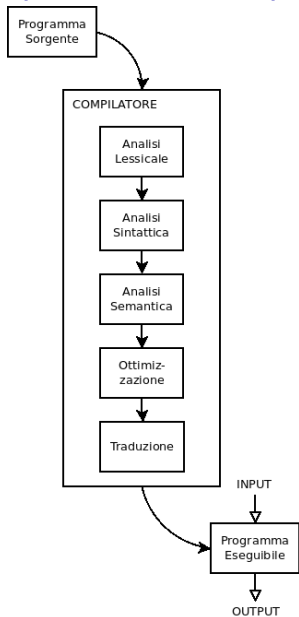 Programma
Sorgente
COMPILATORE
Analisi
Lessicale
Analisi
Sintattica
Analisi
Semantica
Ottimiz-
zazione
Traduzione
INPUT
Programma
Eseguibile
OUTPUT